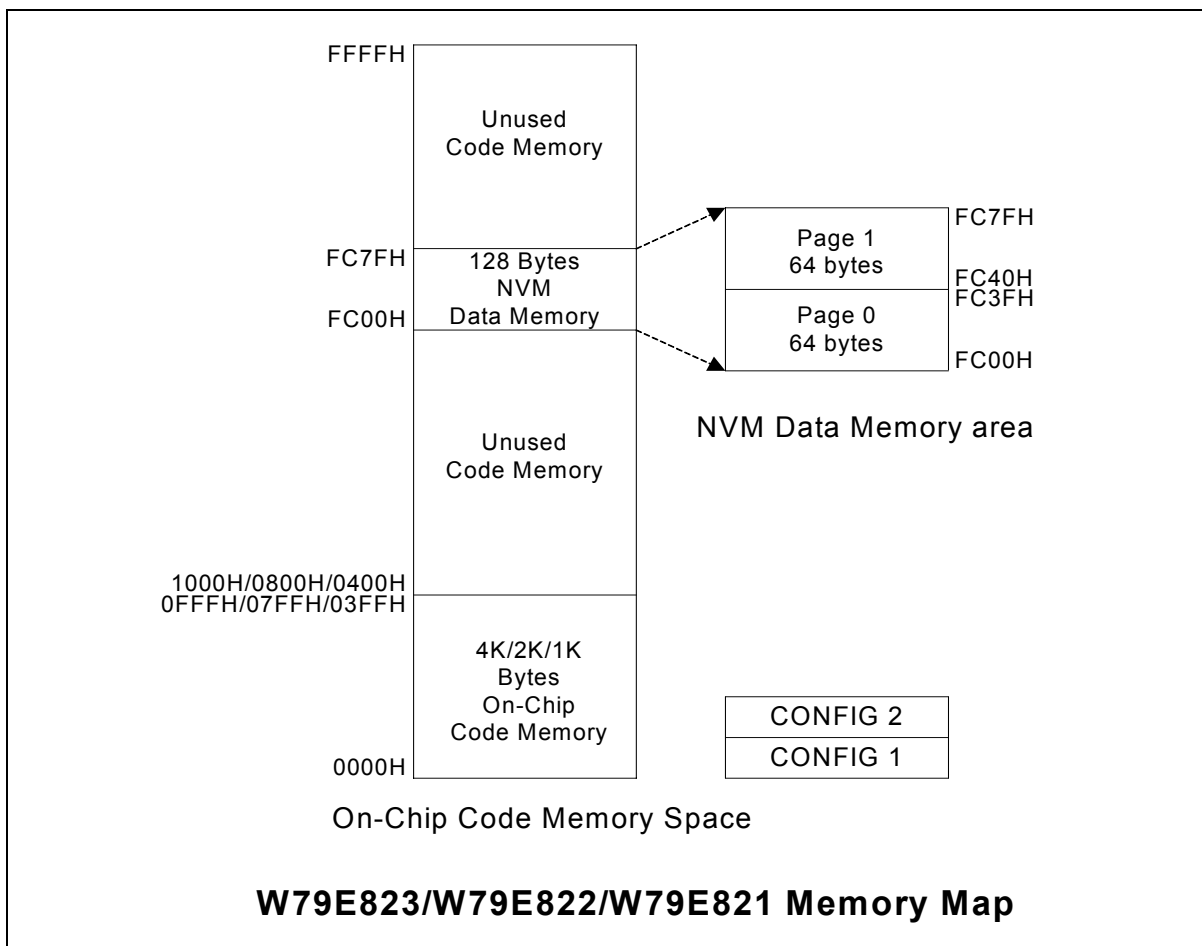 FFFFH
Unused
Code Memory
FC7FH
128 Bytes
NVM
Data Memory
FC00H
Unused
Code Memory
1000H/0800H/0400H
0FFFH/07FFH/03FFH
4K/2K/1K
Bytes
On-Chip
Code Memory
0000H
On-Chip Code Memory Space
Page 1
64 bytes
FC7FH
FC40H
FC3FH
Page 0
64 bytes
FC00H
NVM Data Memory area
CONFIG 2
CONFIG 1
W79E823/W79E822/W79E821 Memory Map